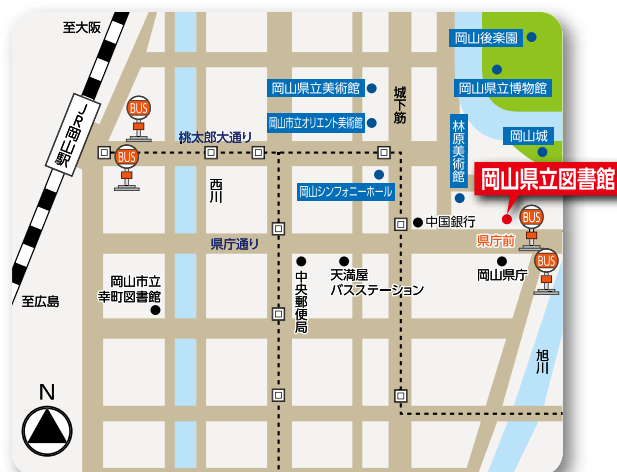 至大阪
岡山後楽園
岡山県立美術館
岡山県立博物館
城下筋
BUS
JR岡山駅
岡山市立オリエント美術館
林原美術館
桃太郎大通り
岡山城
BUS
西川
岡山シンフォニーホール
岡山県立図書館
中国銀行
BUS
県庁通り
県庁前
BUS
岡山市立
幸町図書館
中央郵便局
天満屋
バスステーション
岡山県庁
至広島
旭川
N